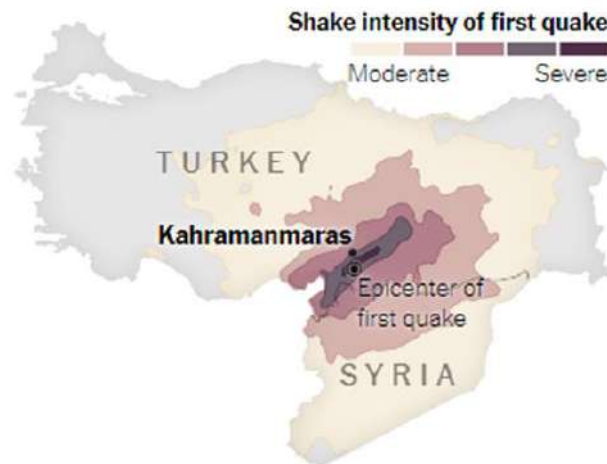 Shake intensity of first quake
Moderate Severe
TURKEY
Kahramanmaras
Epicenter of
first quake
SYRIA